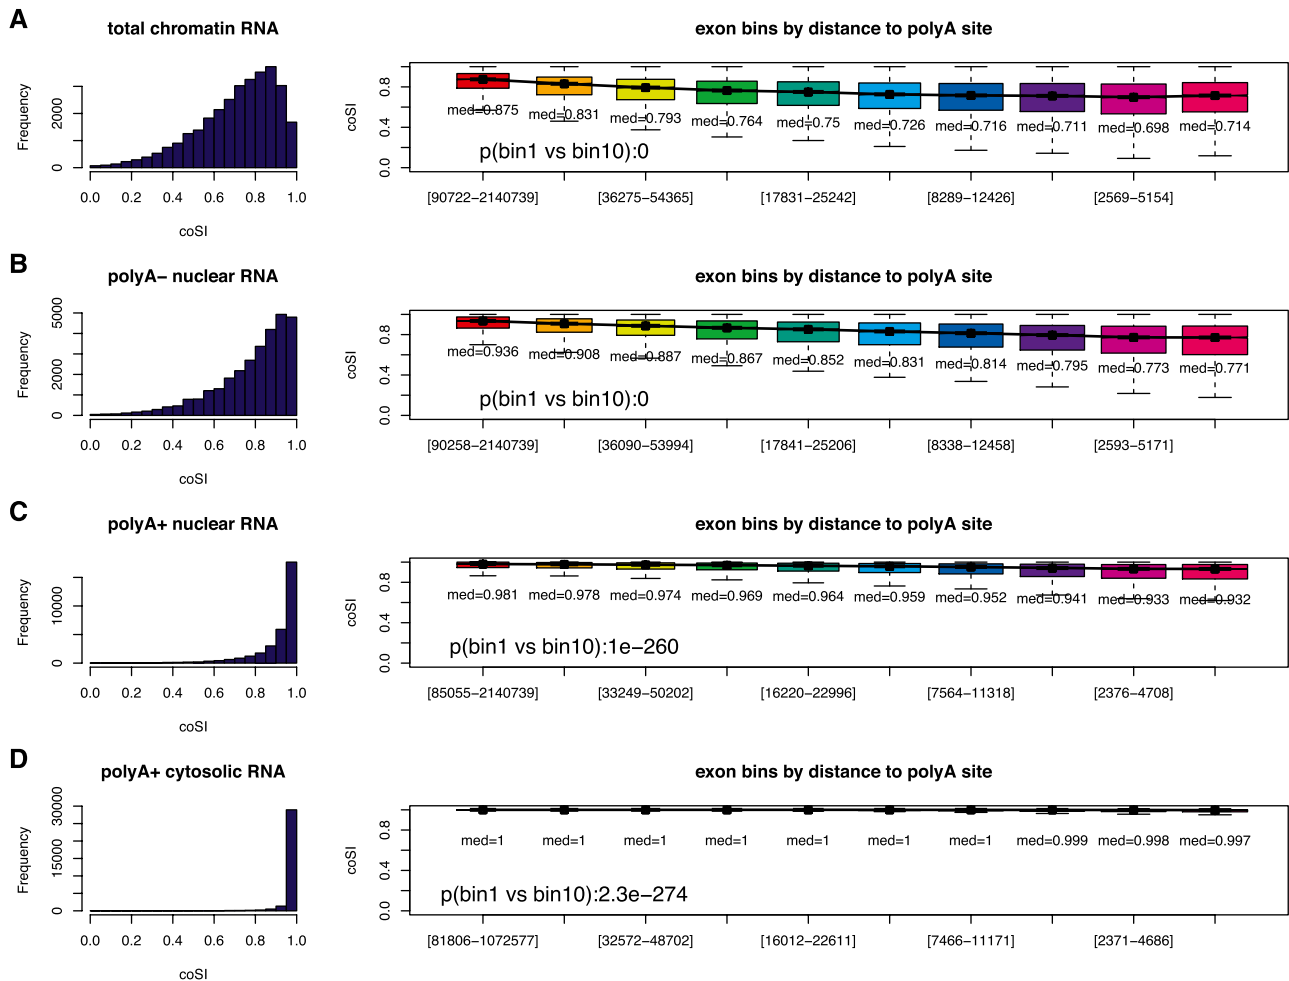 A
total chromatin RNA
exon bins by distance to polyA site
Frequency
0
2000
0.0 0.2 0.4 0.6 0.8 1.0
coSI
coSI
0.0 0.4 0.8
med=0.875 med=0.831 med=0.793 med=0.764 med=0.75 med=0.726 med=0.716 med=0.711 med=0.698 med=0.714
p(bin1 vs bin10):0
[90722−2140739] [36275−54365] [17831−25242] [8289−12426] [2569−5154]
B
polyA− nuclear RNA
exon bins by distance to polyA site
Frequency
0 2000 5000
0.0 0.2 0.4 0.6 0.8 1.0
coSI
coSI
0.0 0.4 0.8
med=0.936 med=0.908 med=0.887 med=0.867 med=0.852 med=0.831 med=0.814 med=0.795 med=0.773 med=0.771
p(bin1 vs bin10):0
[90258−2140739] [36090−53994] [17841−25206] [8338−12458] [2593−5171]
C
polyA+ nuclear RNA
exon bins by distance to polyA site
Frequency
0 10000
0.0 0.2 0.4 0.6 0.8 1.0
coSI
coSI
0.0 0.4 0.8
med=0.981 med=0.978 med=0.974 med=0.969 med=0.964 med=0.959 med=0.952 med=0.941 med=0.933 med=0.932
p(bin1 vs bin10):1e−260
[85055−2140739] [33249−50202] [16220−22996] [7564−11318] [2376−4708]
D
polyA+ cytosolic RNA
exon bins by distance to polyA site
Frequency
0 15000 30000
0.0 0.2 0.4 0.6 0.8 1.0
coSI
coSI
0.0 0.4 0.8
med=1 med=1 med=1 med=1 med=1 med=1 med=1 med=0.999 med=0.998 med=0.997
p(bin1 vs bin10):2.3e−274
[81806−1072577] [32572−48702] [16012−22611] [7466−11171] [2371−4686]